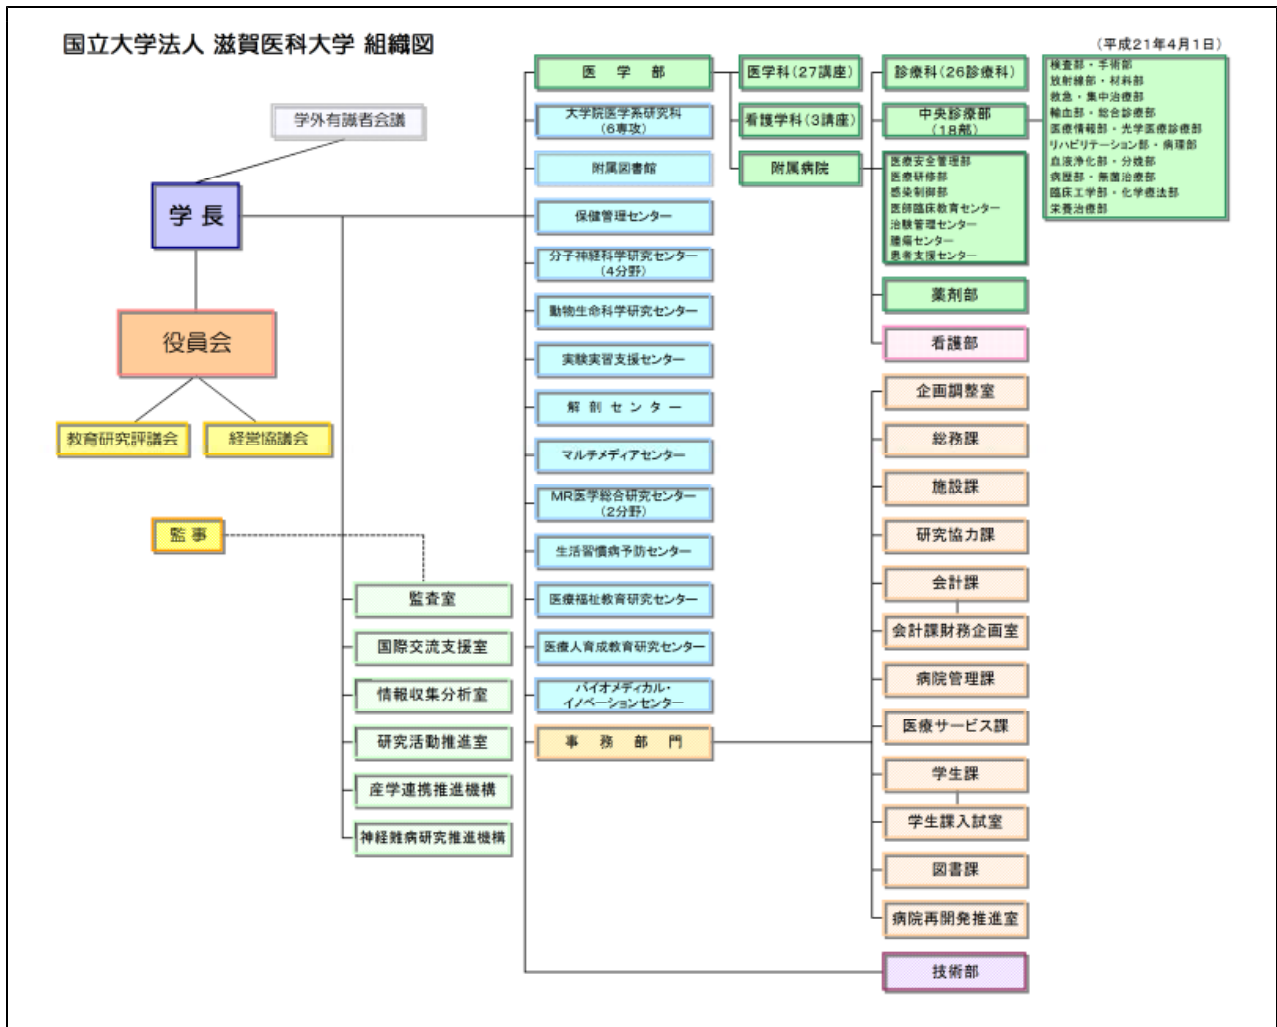 国立大学法人 滋賀医科大学 組織図
(平成21年4月1日)
学外有識者会議
学長
役員会
教育研究評議会
経営協議会
監事
監査室
国際交流支援室
情報収集分析室
研究活動推進室
産学連携推進機構
神経難病研究推進機構
医学部
大学院医学系研究科
(6専攻)
附属図書館
保健管理センター
分子神経科学研究センター
(4分野)
動物生命科学研究センター
実験実習支援センター
解剖センター
マルチメディアセンター
MR医学総合研究センター
(2分野)
生活習慣病予防センター
医療福祉教育研究センター
医療人育成教育研究センター
バイオメディカル・
イノベーションセンター
事務部門
医学科(27講座)
看護学科(3講座)
附属病院
診療科(26診療科)
中央診療部
(18部)
医療安全管理部
医療研修部
感染制御部
医師臨床教育センター
治験管理センター
腫瘍センター
患者支援センター
薬剤部
看護部
検査部・手術部
放射線部・材料部
救急・集中治療部
輸血部・総合診療部
医療情報部・光学医療診療部
リハビリテーション部・病理部
血液浄化部・分娩部
病歴部・無菌治療部
臨床工学部・化学療法部
栄養治療部
企画調整室
総務課
施設課
研究協力課
会計課
会計課財務企画室
病院管理課
医療サービス課
学生課
学生課入試室
図書課
病院再開発推進室
技術部